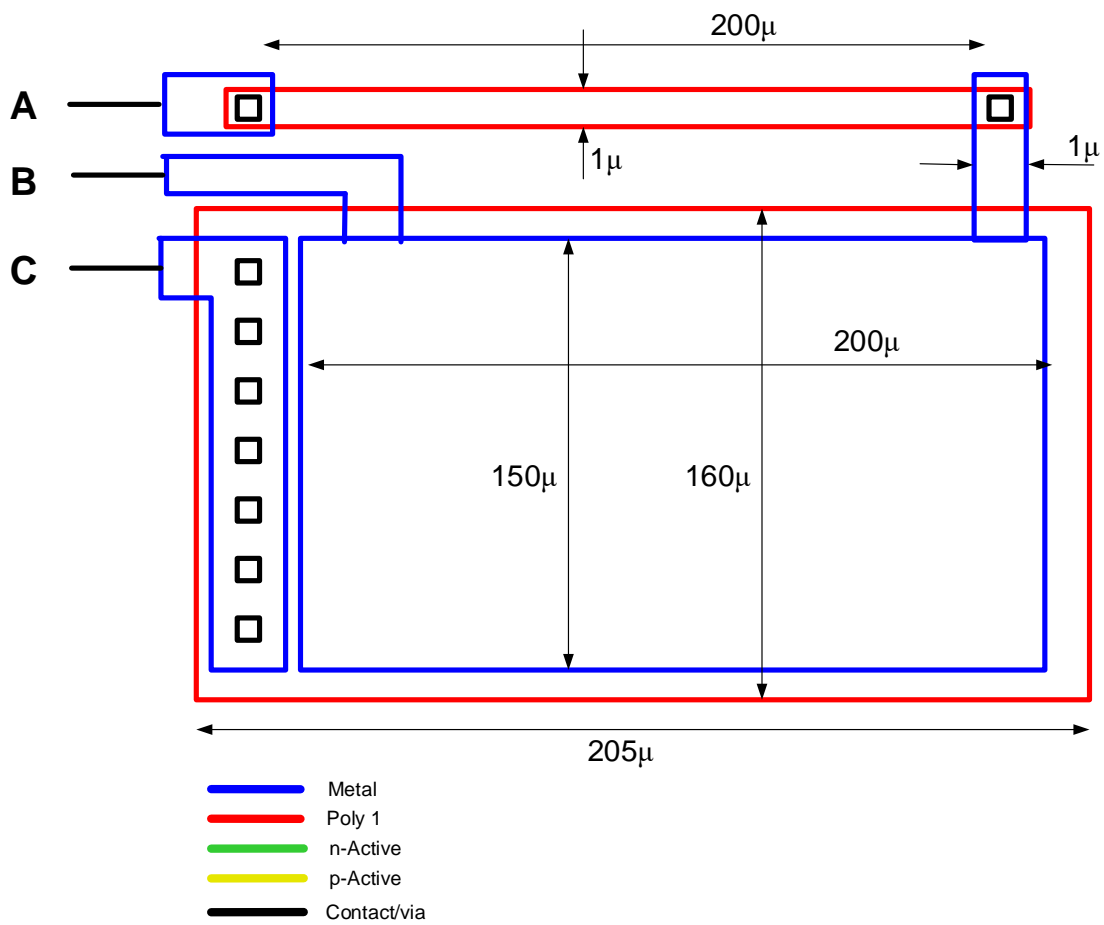 200μ
A
1μ
1μ
B
C
200μ
150μ
160μ
205μ
Metal
Poly 1
n-Active
p-Active
Contact/via